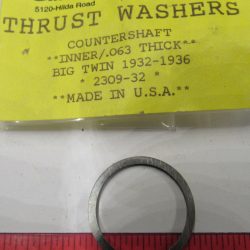 5120-Hilda Road
THRUST WASHERS
COUNTERSHAFT
**INNER/.063 THICK**
BIG TWIN 1932-1936
* 2309-32 *
**MADE IN U.S.A.**